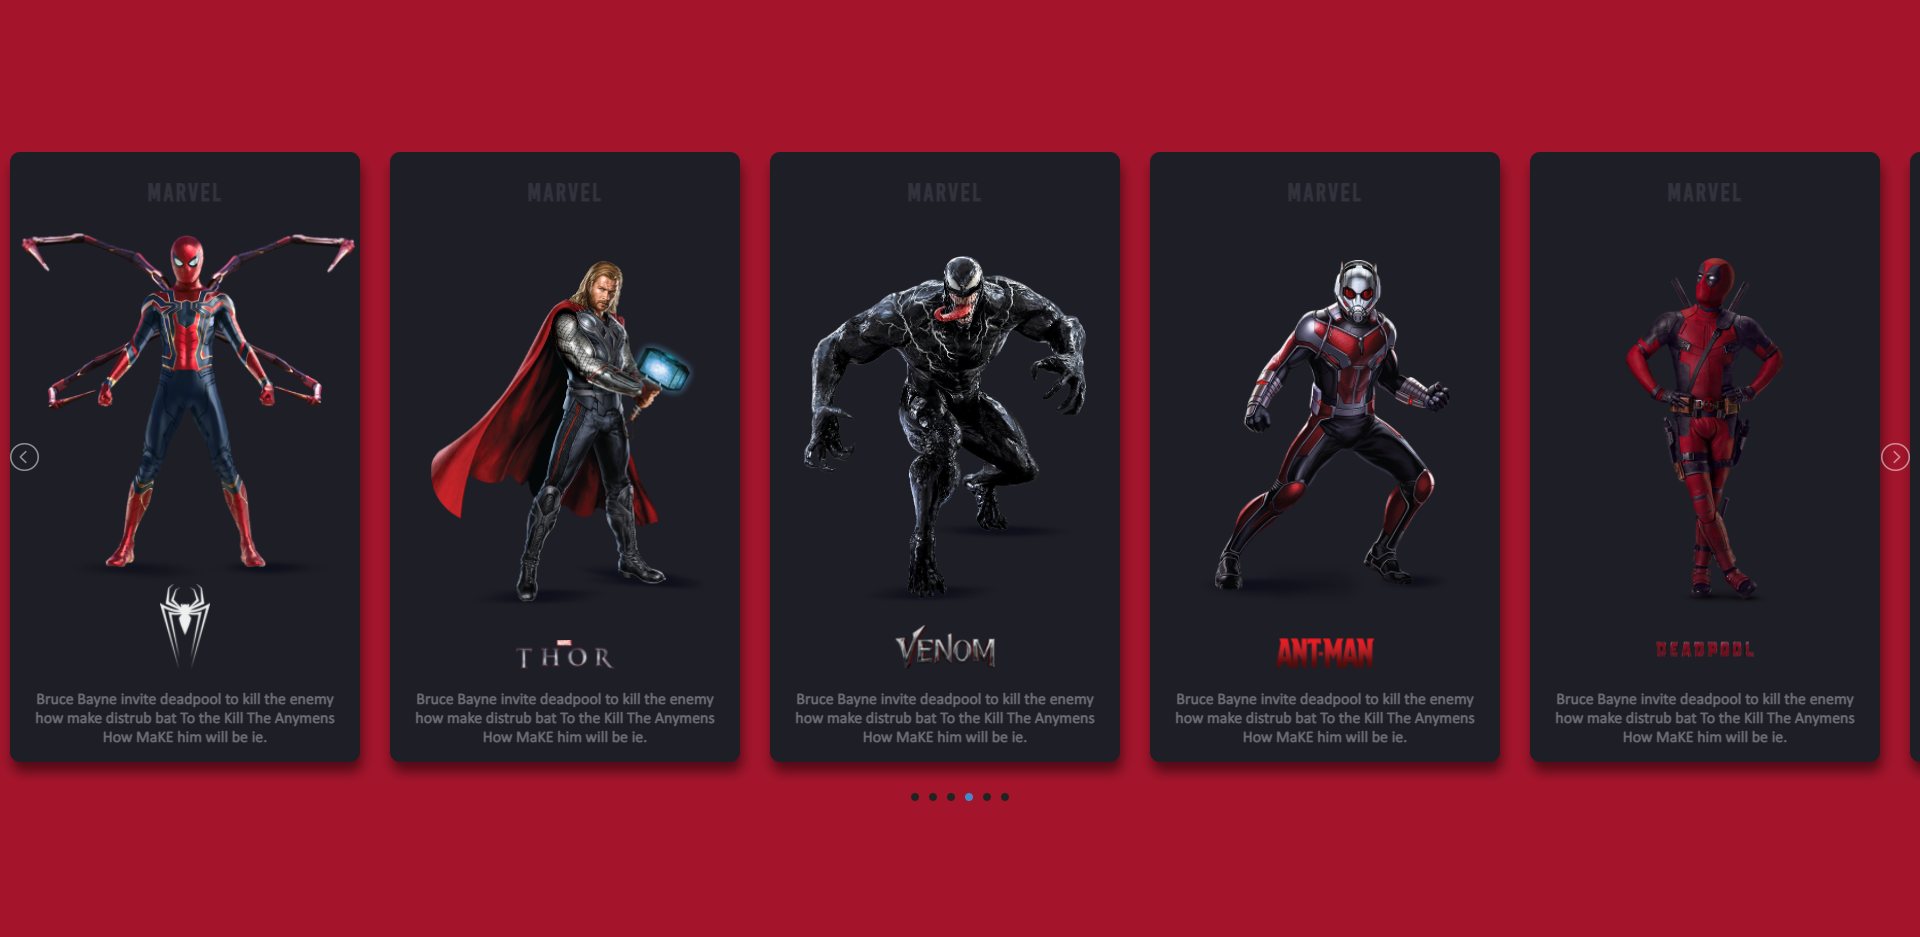 MARVEL
Bruce Bayne invite deadpool to kill the enemy
how make distrub bat To the Kill The Anymens
How MaKE him will be ie.
MARVEL
MARVEL
THOR
Bruce Bayne invite deadpool to kill the enemy
how make distrub bat To the Kill The Anymens
How MaKE him will be ie.
MARVEL
VENOM
Bruce Bayne invite deadpool to kill the enemy
how make distrub bat To the Kill The Anymens
How MaKE him will be ie.
MARVEL
ANT-MAN
Bruce Bayne invite deadpool to kill the enemy
how make distrub bat To the Kill The Anymens
How MaKE him will be ie.
MARVEL
DEADPOOL
Bruce Bayne invite deadpool to kill the enemy
how make distrub bat To the Kill The Anymens
How MaKE him will be ie.